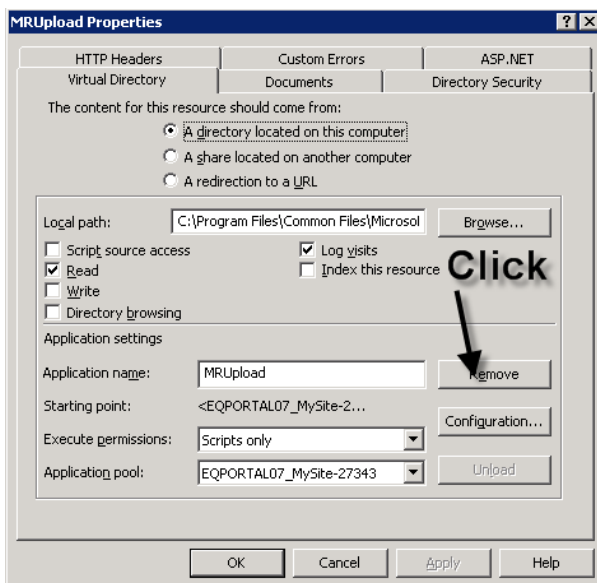 MRUpload Properties
HTTP Headers Custom Errors ASP.NET
Virtual Directory Documents Directory Security
The content for this resource should come from:
A directory located on this computer
A share located on another computer
A redirection to a URL
Local path: C:\Program Files\Common Files\Microsol Browse...
Script source access Log visits
Read Index this resource
Click
Write
Directory browsing
Application settings
Application name: MRUpload Remove
Starting point: <EQPORTAL07_MySite-2...
Configuration...
Execute permissions: Scripts only
Application pool: EQPORTAL07_MySite-27343 Unload
OK Cancel Apply Help